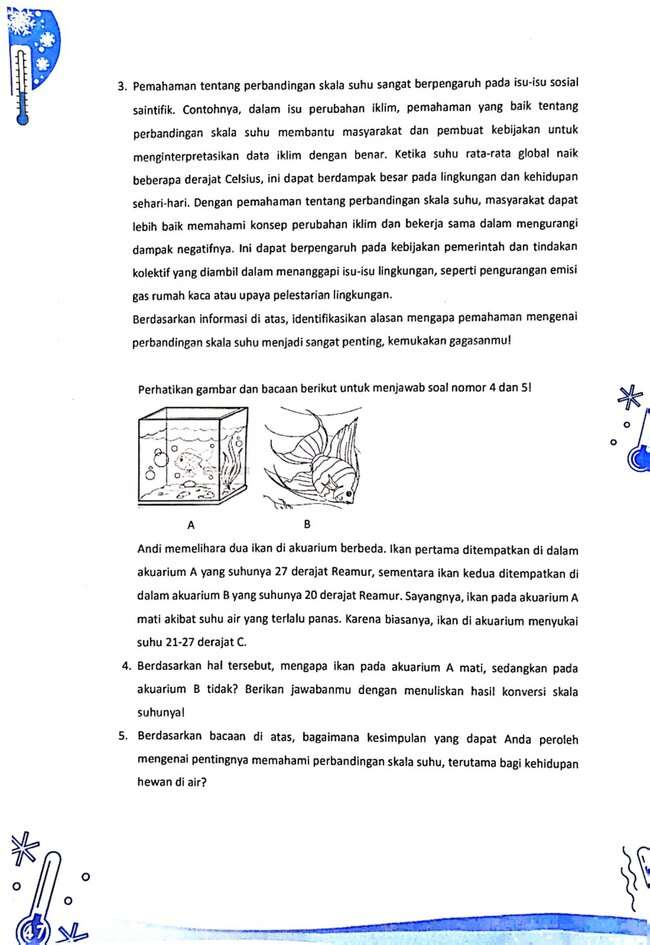 3. Pemahaman tentang perbandingan skala suhu sangat berpengaruh pada isu-isu sosial
saintifik. Contohnya, dalam isu perubahan iklim, pemahaman yang baik tentang
perbandingan skala suhu membantu masyarakat dan pembuat kebijakan untuk
menginterpretasikan data iklim dengan benar. Ketika suhu rata-rata global naik
beberapa derajat Celsius, ini dapat berdampak besar pada lingkungan dan kehidupan
sehari-hari. Dengan pemahaman tentang perbandingan skala suhu, masyarakat dapat
lebih baik memahami konsep perubahan iklim dan bekerja sama dalam mengurangi
dampak negatifnya. Ini dapat berpengaruh pada kebijakan pemerintah dan tindakan
kolektif yang diambil dalam menanggapi isu-isu lingkungan, seperti pengurangan emisi
gas rumah kaca atau upaya pelestarian lingkungan.
Berdasarkan informasi di atas, identifikasikan alasan mengapa pemahaman mengenai
perbandingan skala suhu menjadi sangat penting, kemukakan gagasanmu!
Perhatikan gambar dan bacaan berikut untuk menjawab soal nomor 4 dan 5!
A B
Andi memelihara dua ikan di akuarium berbeda. Ikan pertama ditempatkan di dalam
akuarium A yang suhunya 27 derajat Reamur, sementara ikan kedua ditempatkan di
dalam akuarium B yang suhunya 20 derajat Reamur. Sayangnya, ikan pada akuarium A
mati akibat suhu air yang terlalu panas. Karena biasanya, ikan di akuarium menyukai
suhu 21-27 derajat C.
4. Berdasarkan hal tersebut, mengapa ikan pada akuarium A mati, sedangkan pada
akuarium B tidak? Berikan jawabanmu dengan menuliskan hasil konversi skala
suhunya!
5. Berdasarkan bacaan di atas, bagaimana kesimpulan yang dapat Anda peroleh
mengenai pentingnya memahami perbandingan skala suhu, terutama bagi kehidupan
hewan di air?
47